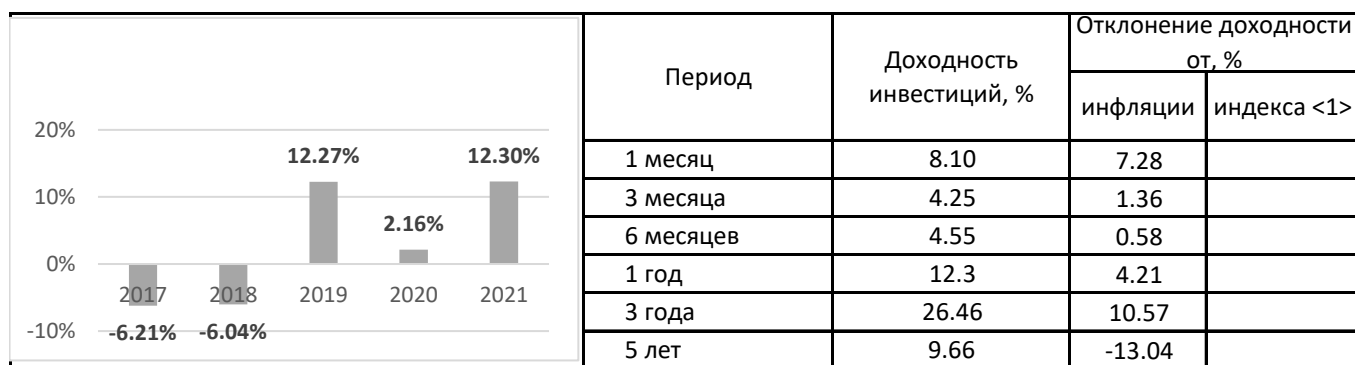 20%
10%
0%
-10%
12.27%
12.30%
2.16%
2017 2018 2019 2020 2021
-6.21% -6.04%
Период
Доходность
инвестиций, %
Отклонение доходности
от, %
инфляции индекса <1>
1 месяц 8.10 7.28
3 месяца 4.25 1.36
6 месяцев 4.55 0.58
1 год 12.3 4.21
3 года 26.46 10.57
5 лет 9.66 -13.04